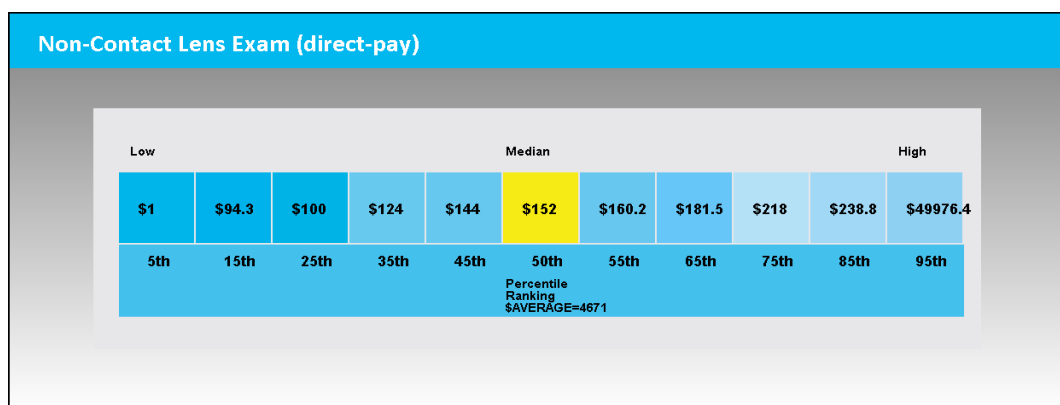 Non-Contact Lens Exam (direct-pay)
Low Median High
$1 $94.3 $100 $124 $144 $152 $160.2 $181.5 $218 $238.8 $49976.4
5th 15th 25th 35th 45th 50th 55th 65th 75th 85th 95th
Percentile
Ranking
$AVERAGE=4671